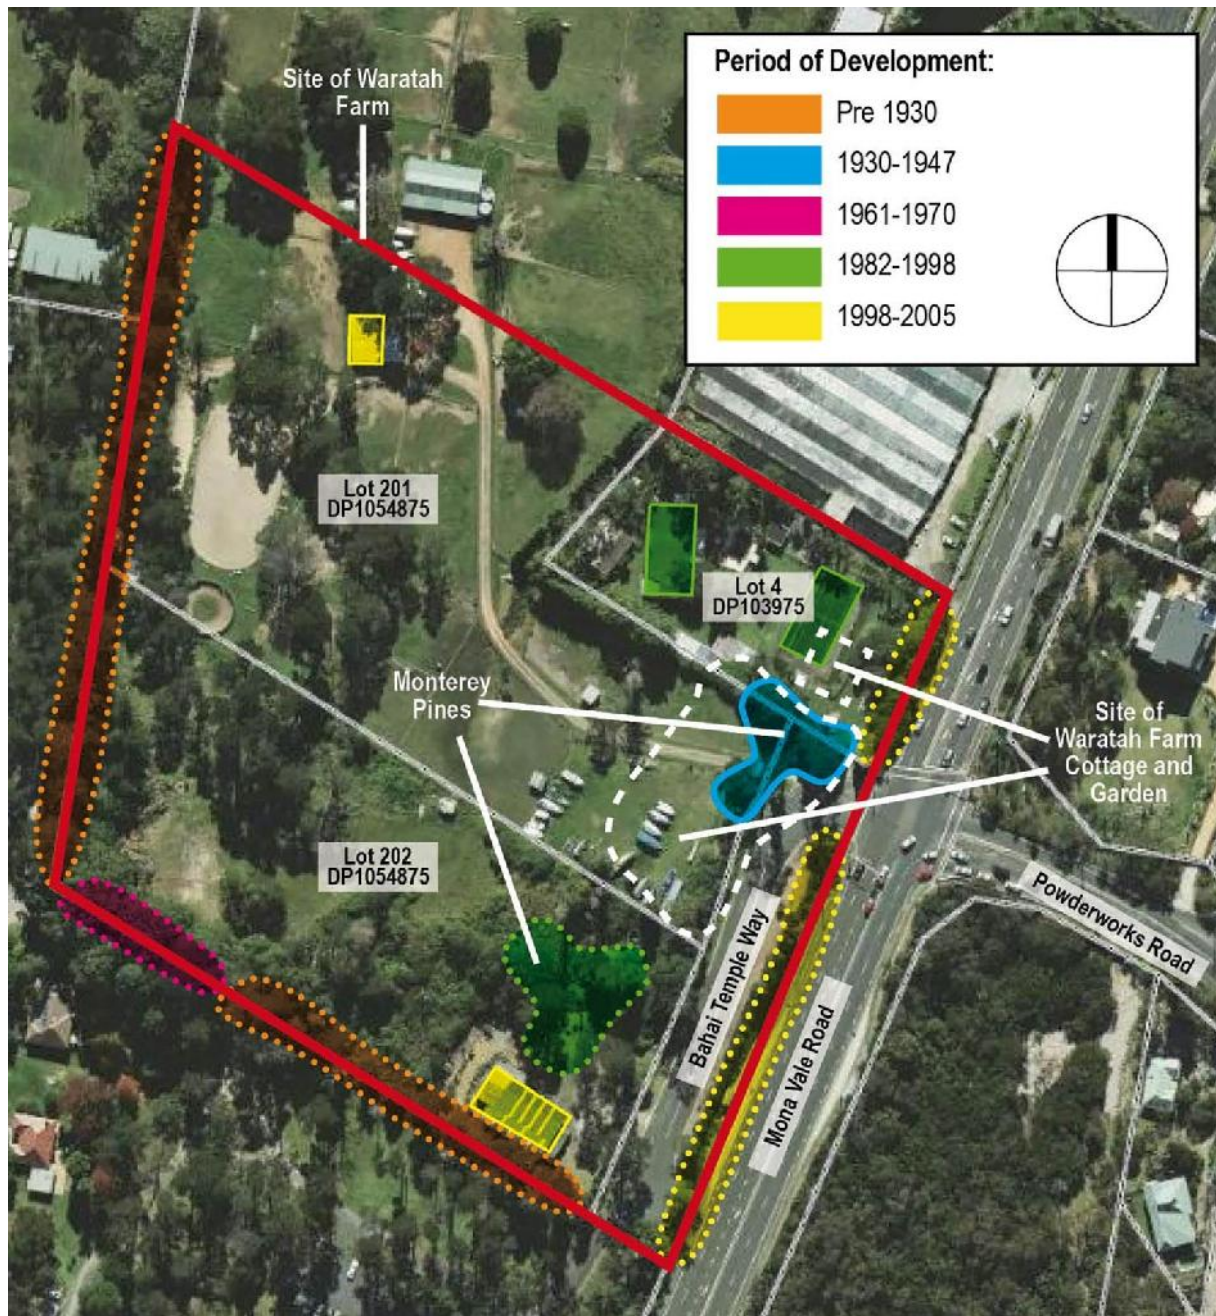 Period of Development:
Pre 1930
1930-1947
1961-1970
1982-1998
1998-2005
Site of Waratah
Farm
Lot 201
DP1054875
Lot 4
DP103975
Monterey
Pines
Site of
Waratah Farm
Cottage and
Garden
Lot 202
DP1054875
Bahai Temple Way
Mona Vale Road
Powderworks Road